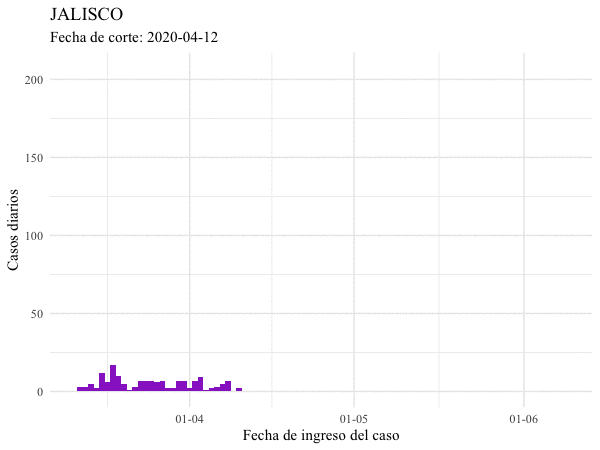 JALISCO
Fecha de corte: 2020-04-12
Casos diarios
200
150
100
50
0
01-04
01-05
01-06
Fecha de ingreso del caso